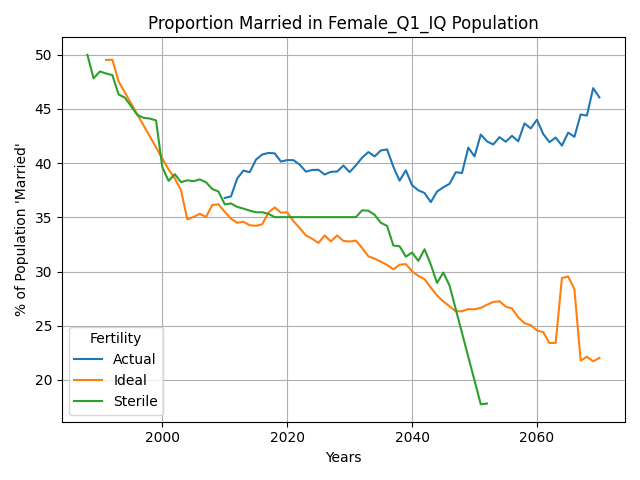 Proportion Married in Female_Q1_IQ Population
% of Population 'Married'
50
45
40
35
30
25
20
Fertility
Actual
Ideal
Sterile
2000
2020
2040
2060
Years